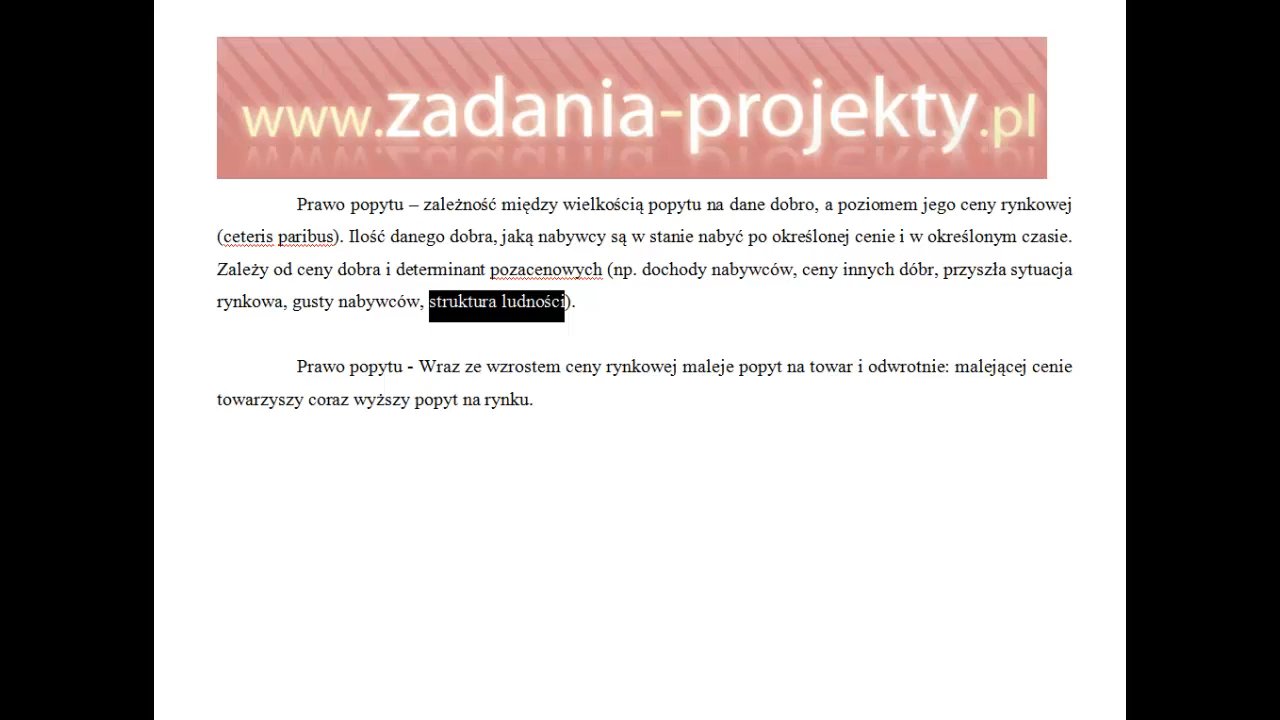 www.zadania-projekty.pl
Prawo popytu – zależność między wielkością popytu na dane dobro, a poziomem jego ceny rynkowej
(ceteris paribus). Ilość danego dobra, jaką nabywcy są w stanie nabyć po określonej cenie i w określonym czasie.
Zależy od ceny dobra i determinant pozacenowych (np. dochody nabywców, ceny innych dóbr, przyszła sytuacja
rynkowa, gusty nabywców, struktura ludności).
Prawo popytu - Wraz ze wzrostem ceny rynkowej maleje popyt na towar i odwrotnie: malejącej cenie
towarzyszy coraz wyższy popyt na rynku.